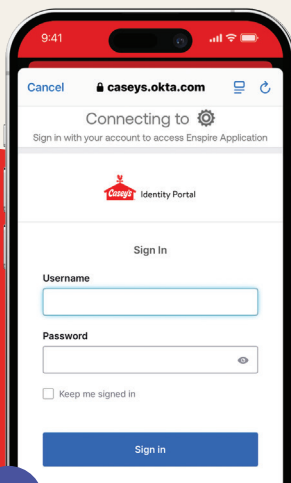 9:41
Cancel
caseys.okta.com
Connecting to
Sign in with your account to access Enspire Application
Casey's
Identity Portal
Sign In
Username
Password
Keep me signed in
Sign in